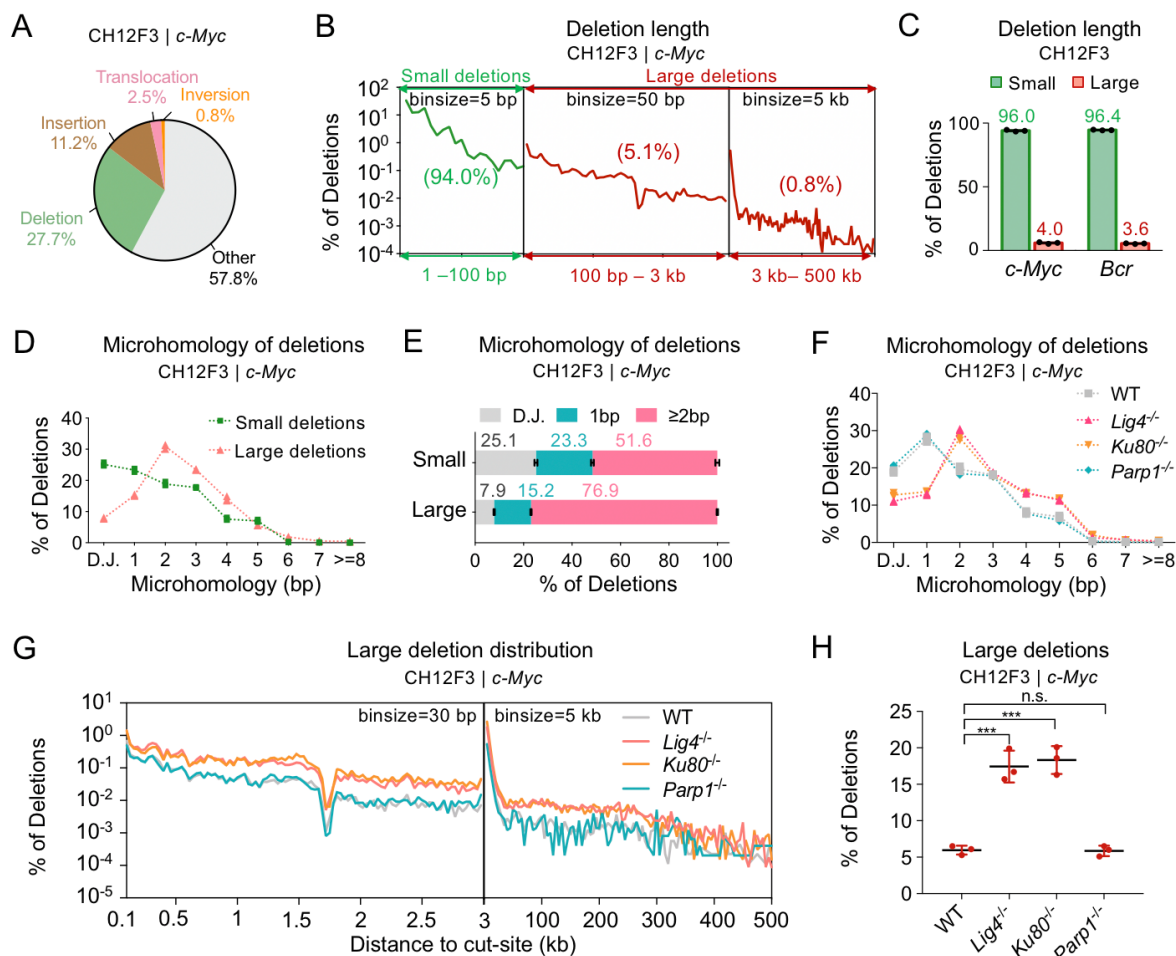 A
CH12F3 | c-Myc
Translocation
2.5%
Inversion
0.8%
Insertion
11.2%
Deletion
27.7%
Other
57.8%
B
Deletion length
CH12F3 | c-Myc
Small deletions
Large deletions
binsize=5 bp
binsize=50 bp
binsize=5 kb
% of Deletions
10^2
10^1
10^0
10^-1
10^-2
10^-3
10^-4
(94.0%)
(5.1%)
(0.8%)
1 –100 bp
100 bp – 3 kb
3 kb– 500 kb
C
Deletion length
CH12F3
Small
Large
% of Deletions
100
50
0
96.0
4.0
96.4
3.6
c-Myc
Bcr
D
Microhomology of deletions
CH12F3 | c-Myc
Small deletions
Large deletions
% of Deletions
40
30
20
10
0
D.J. 1 2 3 4 5 6 7 >=8
Microhomology (bp)
E
Microhomology of deletions
CH12F3 | c-Myc
D.J.
1bp
≥2bp
Small
25.1
23.3
51.6
Large
7.9
15.2
76.9
0 20 40 60 80 100
% of Deletions
F
Microhomology of deletions
CH12F3 | c-Myc
WT
Lig4-/-
Ku80-/-
Parp1-/-
% of Deletions
40
30
20
10
0
D.J. 1 2 3 4 5 6 7 >=8
Microhomology (bp)
G
Large deletion distribution
CH12F3 | c-Myc
binsize=30 bp
binsize=5 kb
WT
Lig4-/-
Ku80-/-
Parp1-/-
% of Deletions
10^1
10^0
10^-1
10^-2
10^-3
10^-4
10^-5
0.1 0.5 1 1.5 2 2.5 3 100 200 300 400 500
Distance to cut-site (kb)
H
Large deletions
CH12F3 | c-Myc
n.s.
***
***
% of Deletions
25
20
15
10
5
0
WT
Lig4-/-
Ku80-/-
Parp1-/-